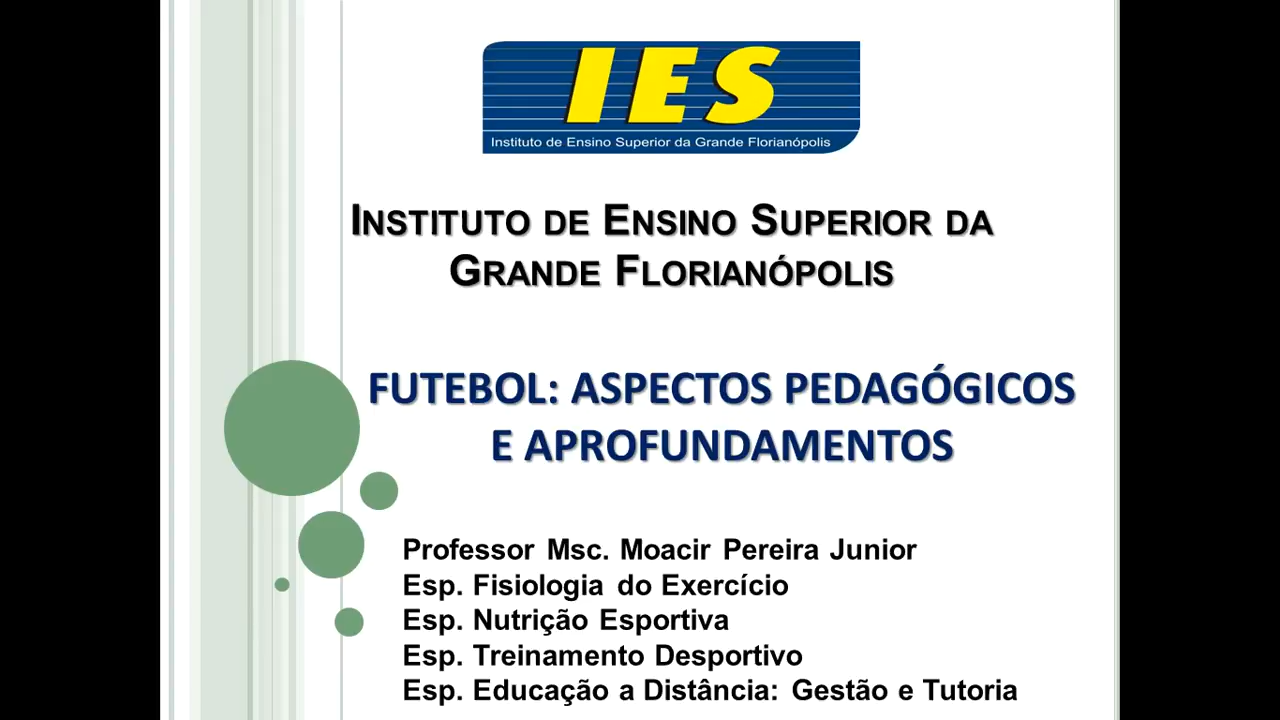 IES
Instituto de Ensino Superior da Grande Florianópolis
INSTITUTO DE ENSINO SUPERIOR DA
GRANDE FLORIANÓPOLIS
FUTEBOL: ASPECTOS PEDAGÓGICOS
E APROFUNDAMENTOS
Professor Msc. Moacir Pereira Junior
Esp. Fisiologia do Exercício
Esp. Nutrição Esportiva
Esp. Treinamento Desportivo
Esp. Educação a Distância: Gestão e Tutoria